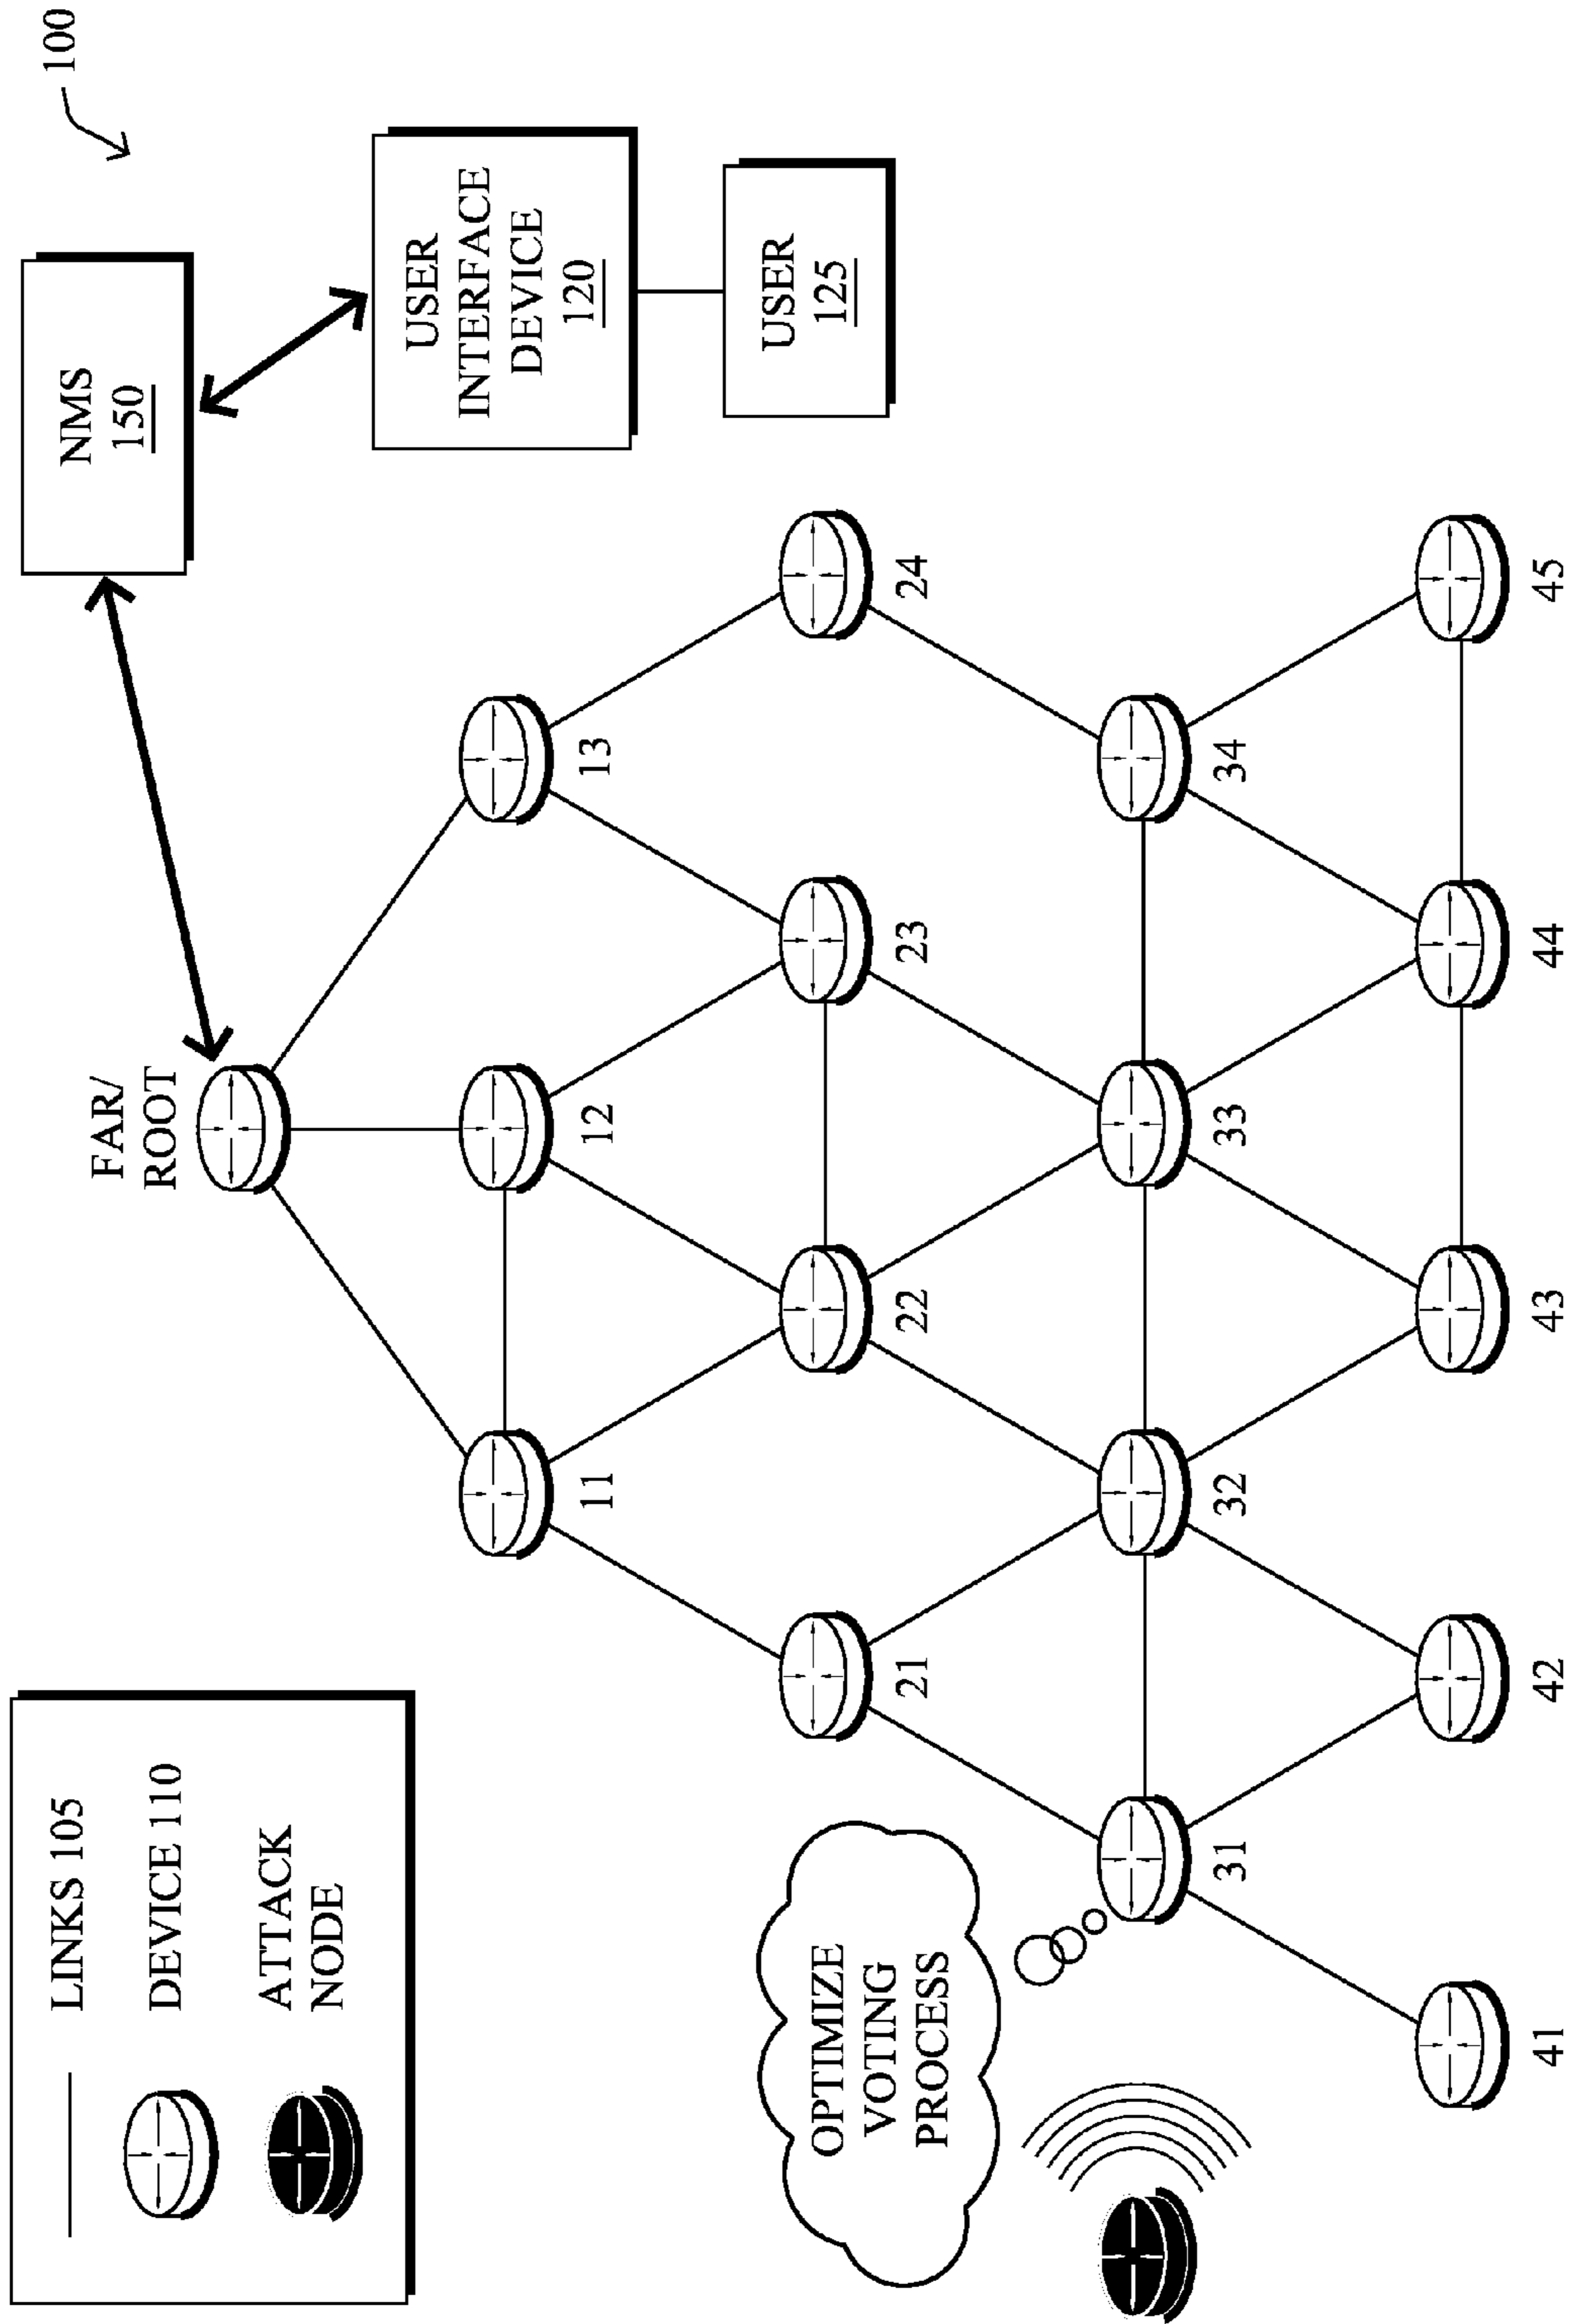 LINKS 105
DEVICE 110
ATTACK
NODE
100
NMS
150
FAR/
ROOT
USER
INTERFACE
DEVICE
120
USER
125
11
12
13
OPTIMIZE
VOTING
PROCESS
21
22
23
24
31
32
33
34
41
42
43
44
45